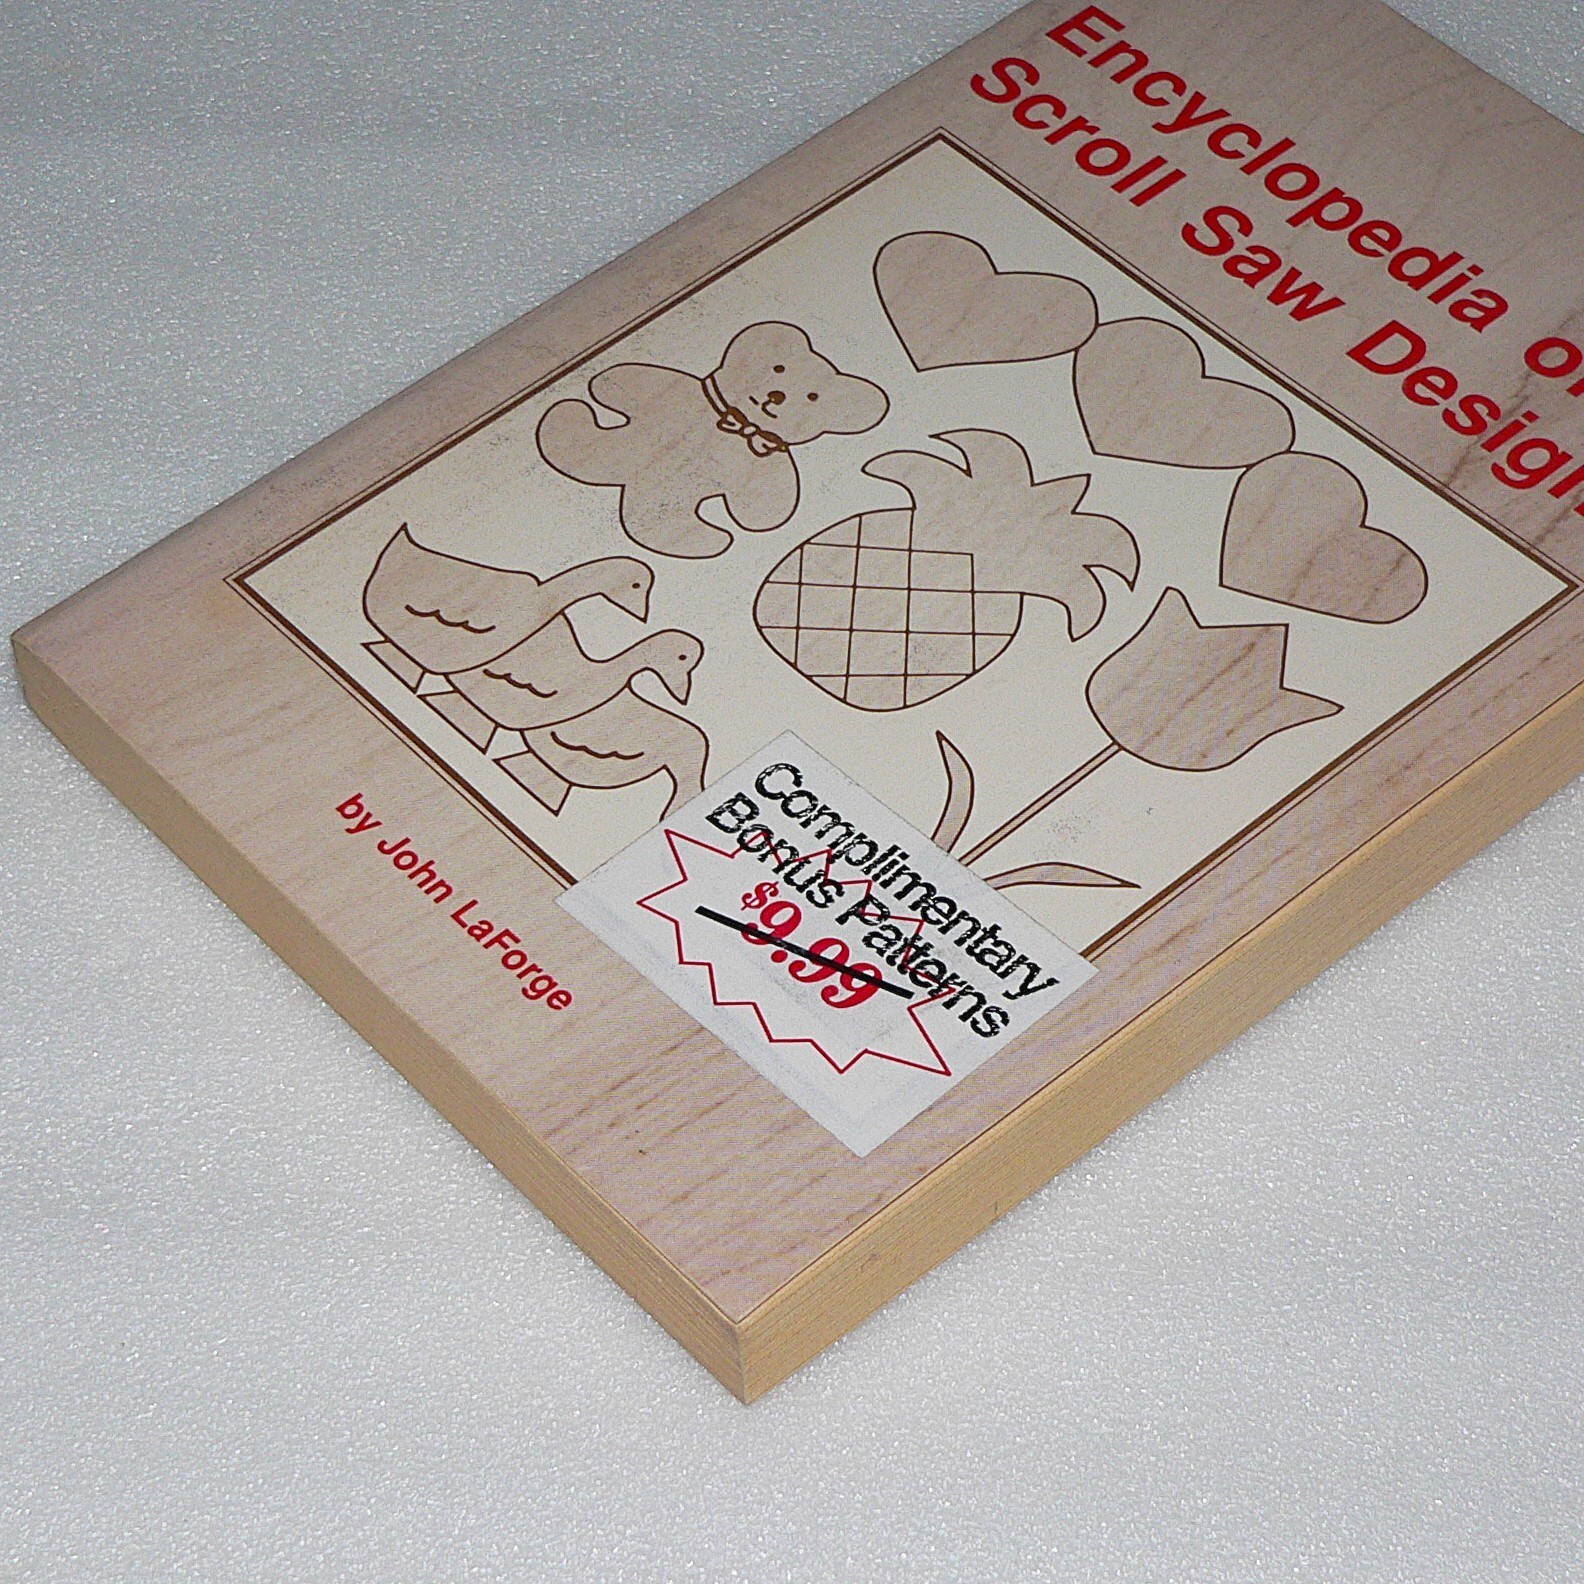 Encyclopedia
Scroll Saw
by John LaForge
Complimentary
Bonus Patterns
$9.99